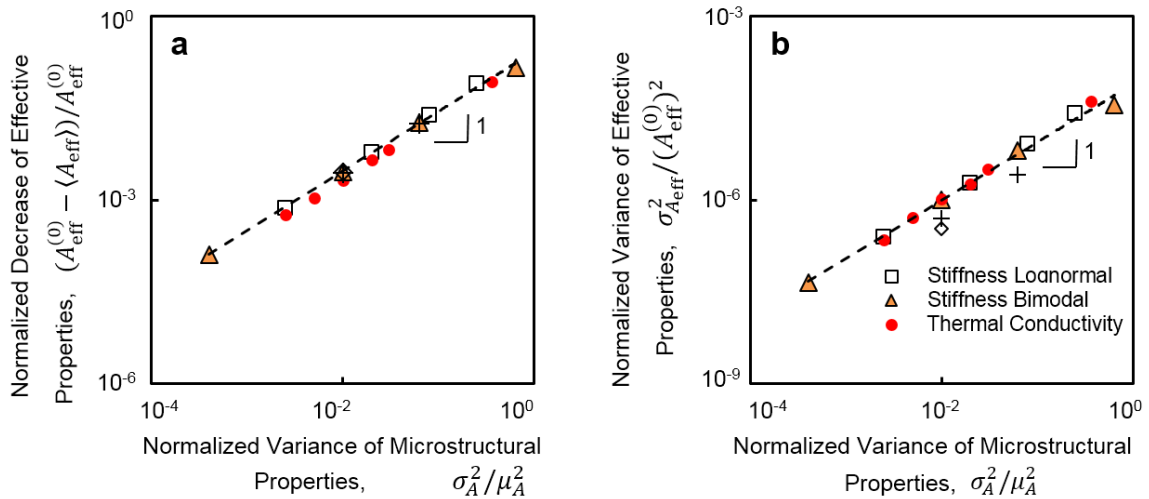 a
Normalized Decrease of Effective
Properties, (A_eff^(0) − ⟨A_eff⟩)/A_eff^(0)
10^0
10^-3
10^-6
1
10^-4
10^-2
10^0
Normalized Variance of Microstructural
Properties, σ_A^2/μ_A^2
b
Normalized Variance of Effective
Properties, σ_{A_eff}^2/(A_eff^(0))^2
10^-3
10^-6
10^-9
1
Stiffness Loɑnormal
Stiffness Bimodal
Thermal Conductivity
10^-4
10^-2
10^0
Normalized Variance of Microstructural
Properties, σ_A^2/μ_A^2